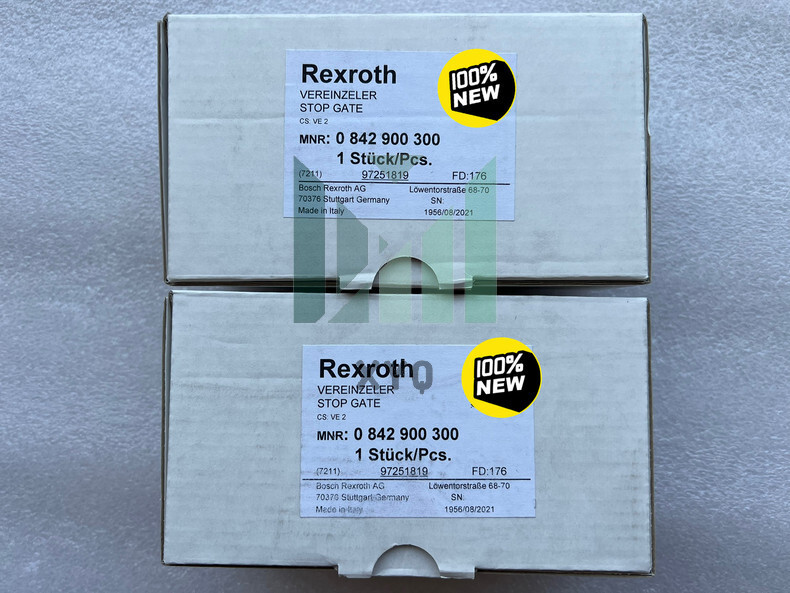 Rexroth
100%
NEW
VEREINZELER
STOP GATE
CS: VE 2
MNR: 0 842 900 300
1 Stück/Pcs.
(7211) 97251819 FD:176
Bosch Rexroth AG Löwentorstraße 68-70
70376 Stuttgart Germany SN:
Made in Italy 1956/08/2021
Rexroth
100%
NEW
XTQ
VEREINZELER
STOP GATE
CS: VE 2
MNR: 0 842 900 300
1 Stück/Pcs.
(7211) 97251819 FD:176
Bosch Rexroth AG Löwentorstraße 68-70
70376 Stuttgart Germany SN:
Made in Italy 1956/08/2021